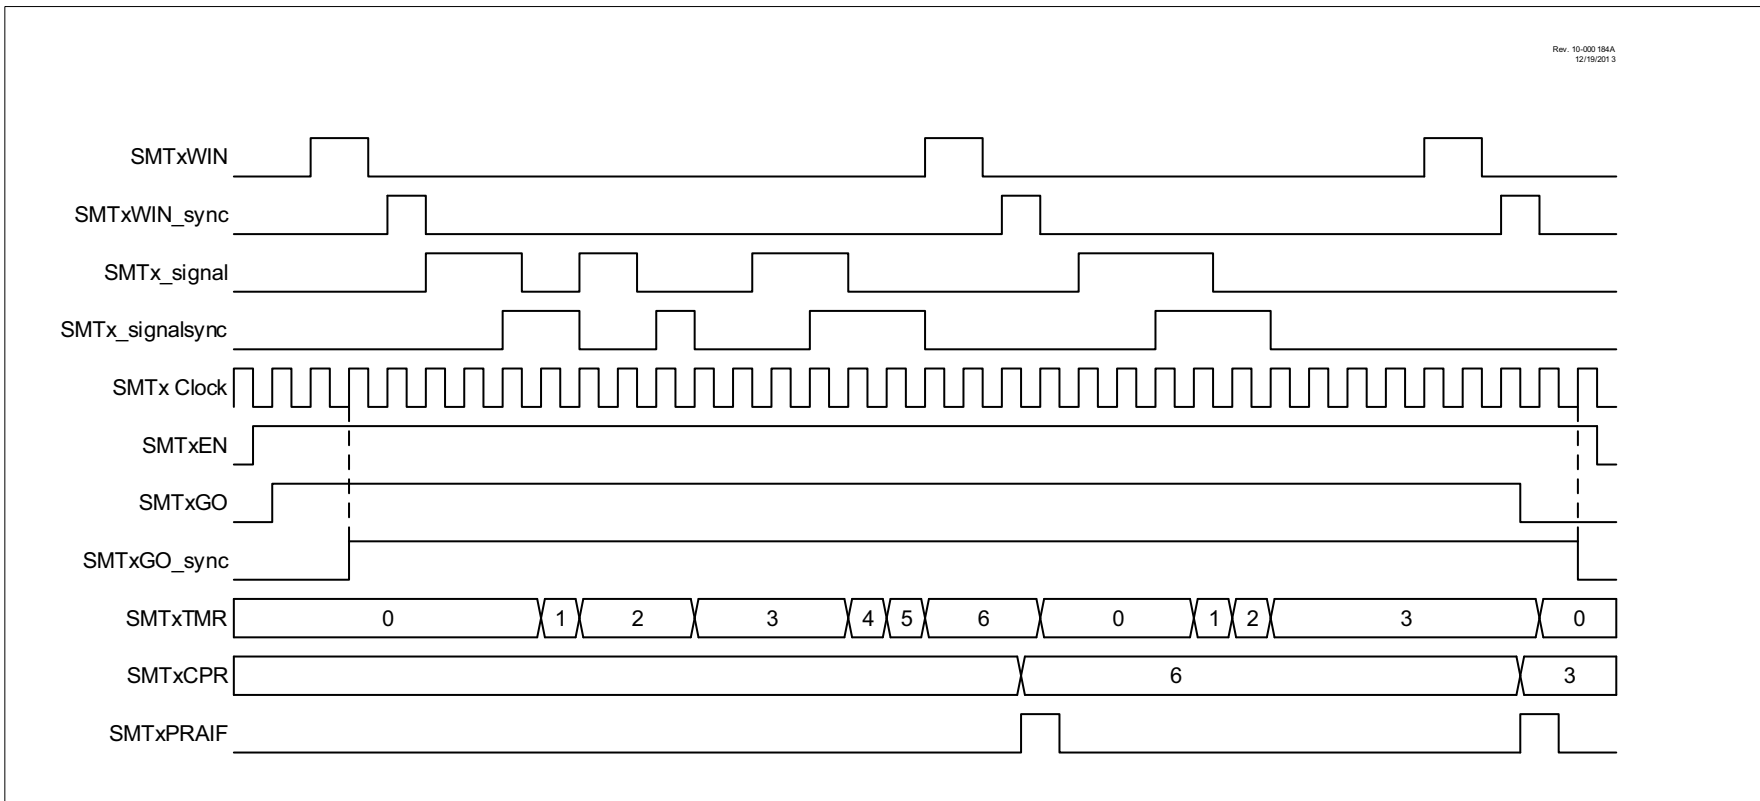 Rev. 10-000 184A
12/19/201 3
SMTxWIN
SMTxWIN_sync
SMTx_signal
SMTx_signalsync
SMTx Clock
SMTxEN
SMTxGO
SMTxGO_sync
SMTxTMR 0 1 2 3 4 5 6 0 1 2 3 0
SMTxCPR 6 3
SMTxPRAIF